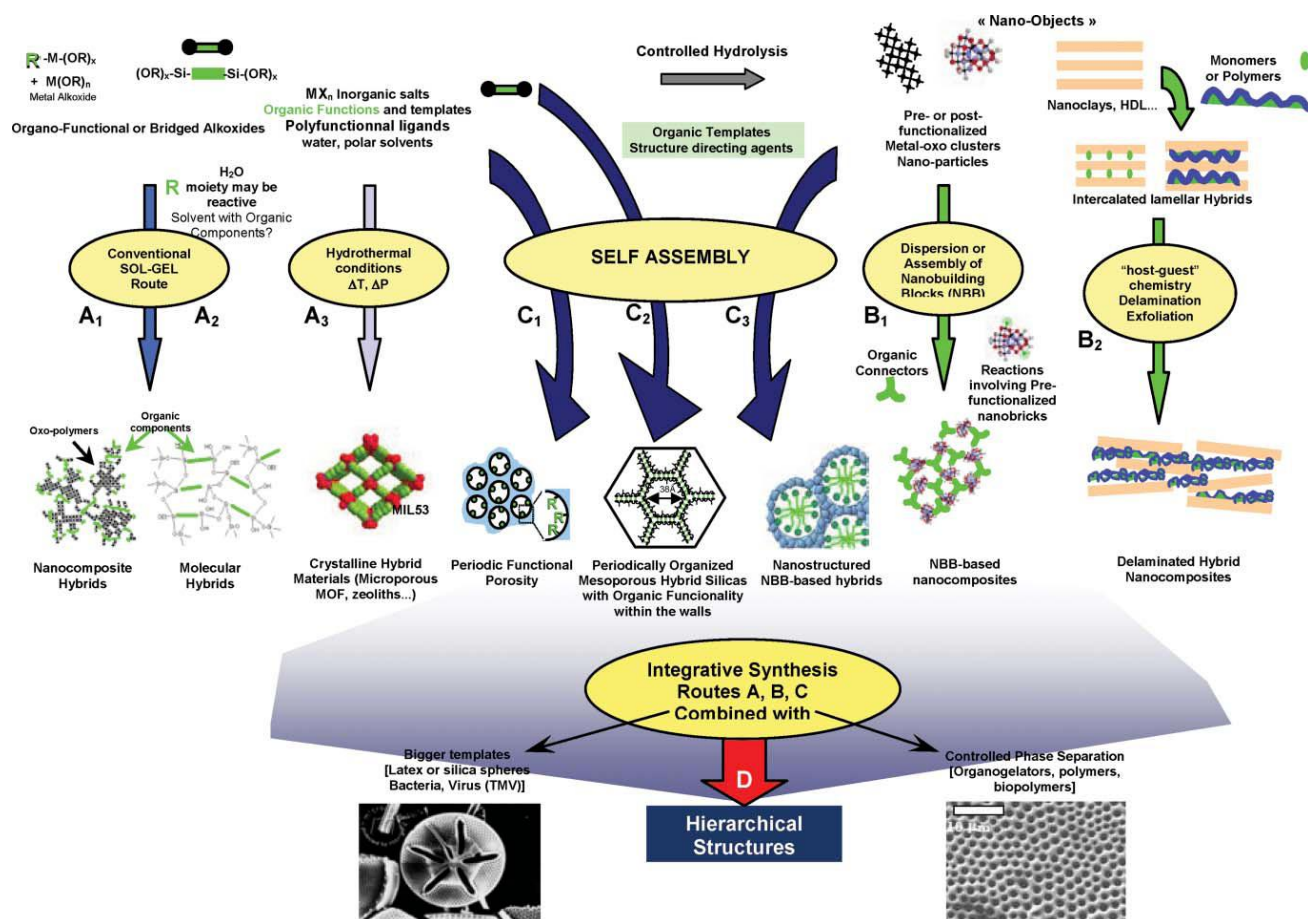 R -M-(OR)x
+ M(OR)n
Metal Alkoxide
(OR)x-Si- -Si-(OR)x
Organo-Functional or Bridged Alkoxides
MXn Inorganic salts
Organic Functions and templates
Polyfunctionnal ligands
water, polar solvents
Controlled Hydrolysis
Organic Templates
Structure directing agents
« Nano-Objects »
Pre- or post-
functionalized
Metal-oxo clusters
Nano-particles
Nanoclays, HDL...
Monomers
or Polymers
Intercalated lamellar Hybrids
H2O
R moiety may be
reactive
Solvent with Organic
Components?
Conventional
SOL-GEL
Route
A1
A2
Hydrothermal
conditions
ΔT, ΔP
A3
SELF ASSEMBLY
C1
C2
C3
Dispersion or
Assembly of
Nanobuilding
Blocks (NBB)
B1
"host-guest"
chemistry
Delamination
Exfoliation
B2
Organic
Connectors
Reactions
involving Pre-
functionalized
nanobricks
Oxo-polymers
Organic
components
MIL53
R
R
R
38Å
Nanocomposite
Hybrids
Molecular
Hybrids
Crystalline Hybrid
Materials (Microporous
MOF, zeoliths...)
Periodic Functional
Porosity
Periodically Organized
Mesoporous Hybrid Silicas
with Organic Funcionality
within the walls
Nanostructured
NBB-based hybrids
NBB-based
nanocomposites
Delaminated Hybrid
Nanocomposites
Integrative Synthesis
Routes A, B, C
Combined with
Bigger templates
[Latex or silica spheres
Bacteria, Virus (TMV)]
D
Controlled Phase Separation
[Organogelators, polymers,
biopolymers]
Hierarchical
Structures
10 µm